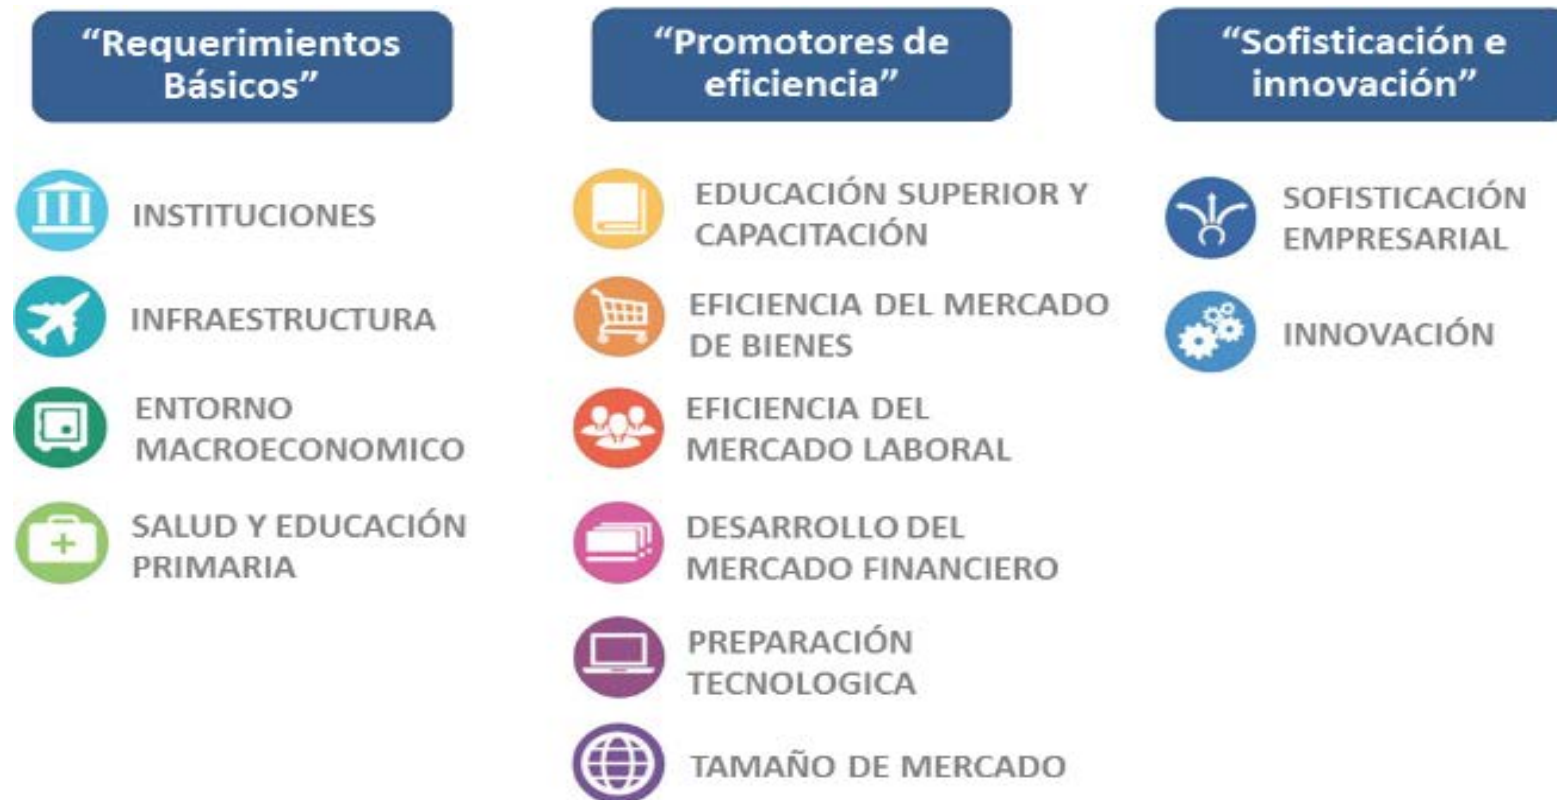 “Requerimientos
Básicos”
INSTITUCIONES
INFRAESTRUCTURA
ENTORNO
MACROECONOMICO
SALUD Y EDUCACIÓN
PRIMARIA
“Promotores de
eficiencia”
EDUCACIÓN SUPERIOR Y
CAPACITACIÓN
EFICIENCIA DEL MERCADO
DE BIENES
EFICIENCIA DEL
MERCADO LABORAL
DESARROLLO DEL
MERCADO FINANCIERO
PREPARACIÓN
TECNOLOGICA
TAMAÑO DE MERCADO
“Sofisticación e
innovación”
SOFISTICACIÓN
EMPRESARIAL
INNOVACIÓN